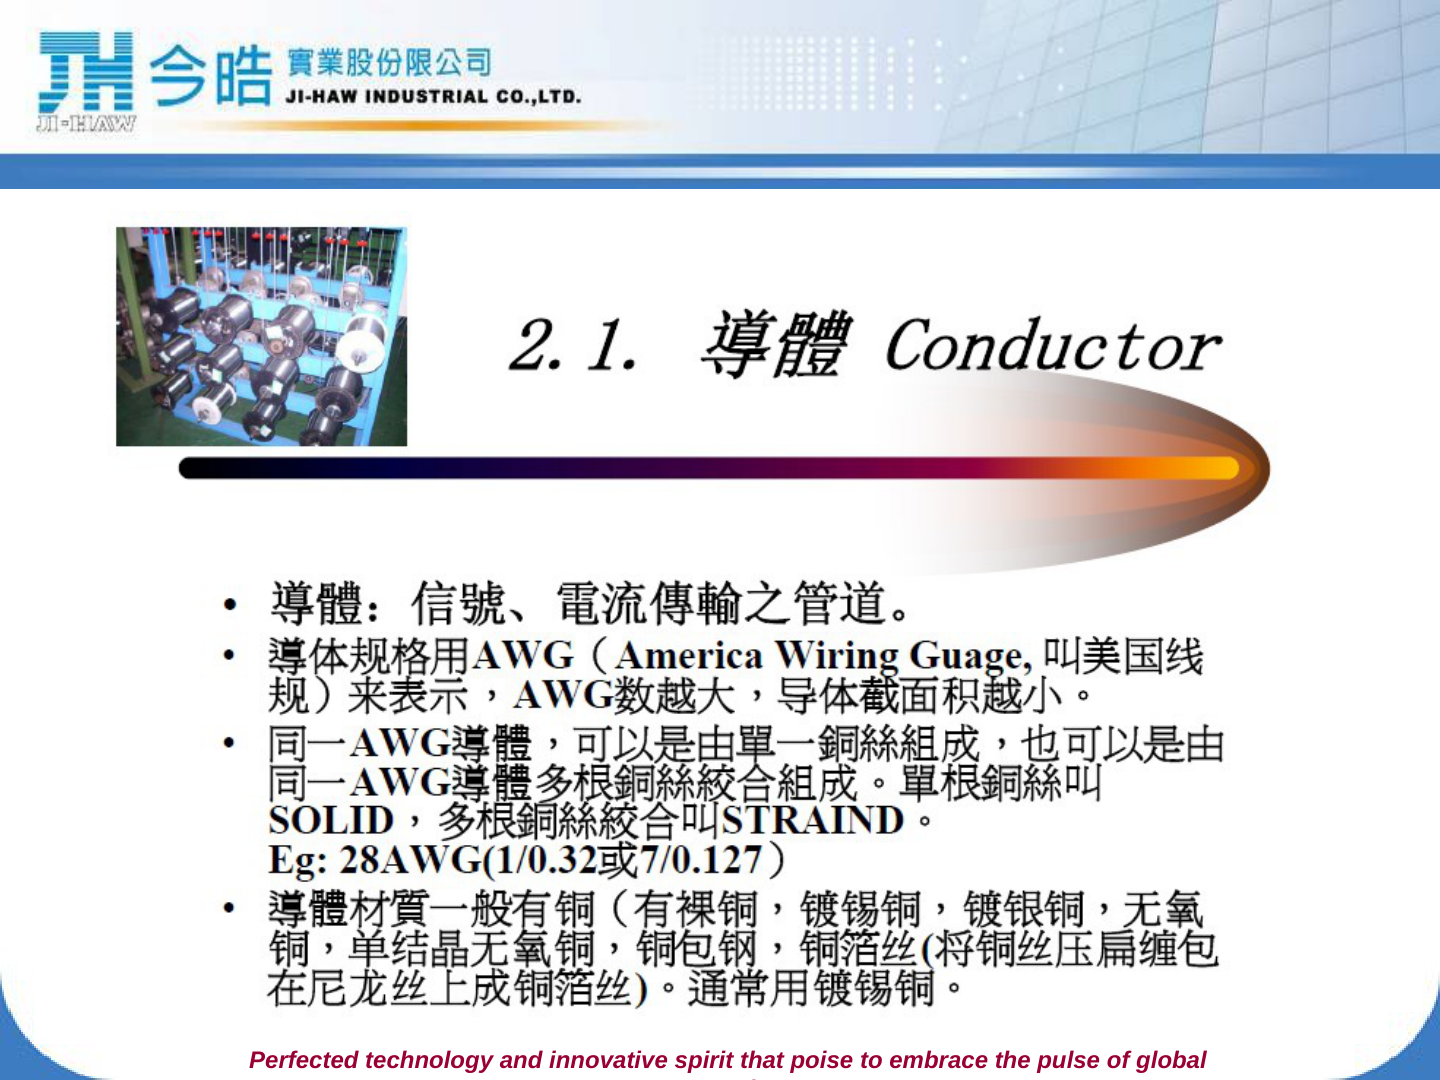 今皓 實業股份限公司
JI-HAW INDUSTRIAL CO.,LTD.
JI-HAW
2.1. 導體 Conductor
• 導體：信號、電流傳輸之管道。
• 導体规格用AWG（America Wiring Guage, 叫美国线
规）来表示，AWG数越大，导体截面积越小。
• 同一AWG導體，可以是由單一銅絲組成，也可以是由
同一AWG導體多根銅絲絞合組成。單根銅絲叫
SOLID，多根銅絲絞合叫STRAIND。
Eg: 28AWG(1/0.32或7/0.127）
• 導體材質一般有铜（有裸铜，镀锡铜，镀银铜，无氧
铜，单结晶无氧铜，铜包钢，铜箔丝(将铜丝压扁缠包
在尼龙丝上成铜箔丝)。通常用镀锡铜。
Perfected technology and innovative spirit that poise to embrace the pulse of global